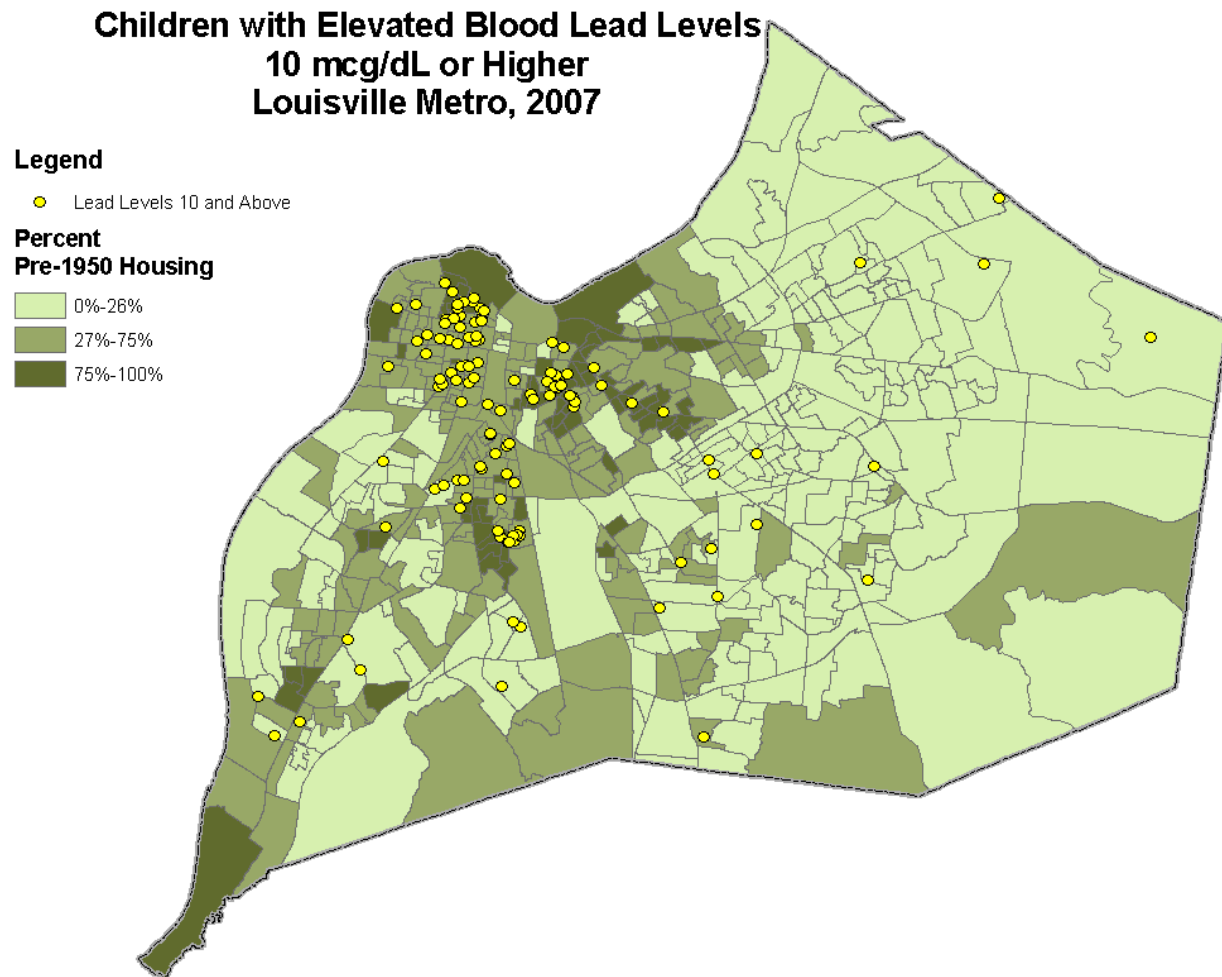 Children with Elevated Blood Lead Levels
10 mcg/dL or Higher
Louisville Metro, 2007
Legend
Lead Levels 10 and Above
Percent
Pre-1950 Housing
0%-26%
27%-75%
75%-100%